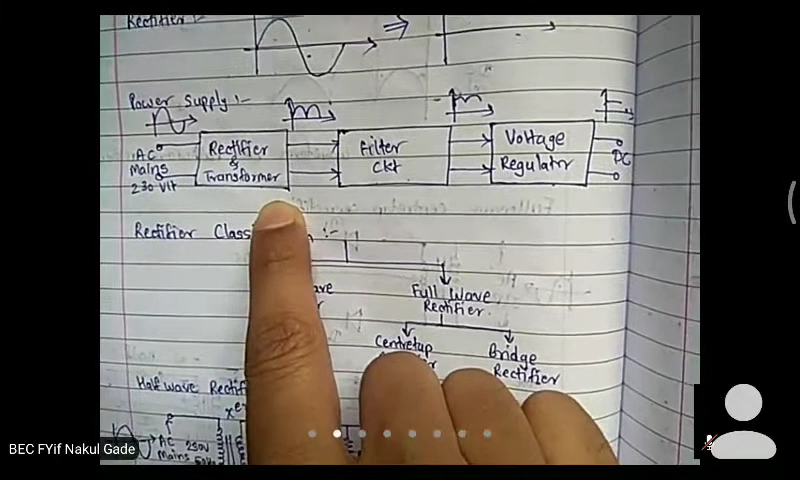 Rectifier
Power Supply :-
AC
Mains
230 Vlt
Rectifier
&
Transformer
Filter
Ckt
Voltage
Regulator
DC
Rectifier Class
Full Wave
Rectifier.
Centretap
Bridge
Rectifier
Half wave Rectif
AC
Mains
230V
50Hz
BEC FYif Nakul Gade